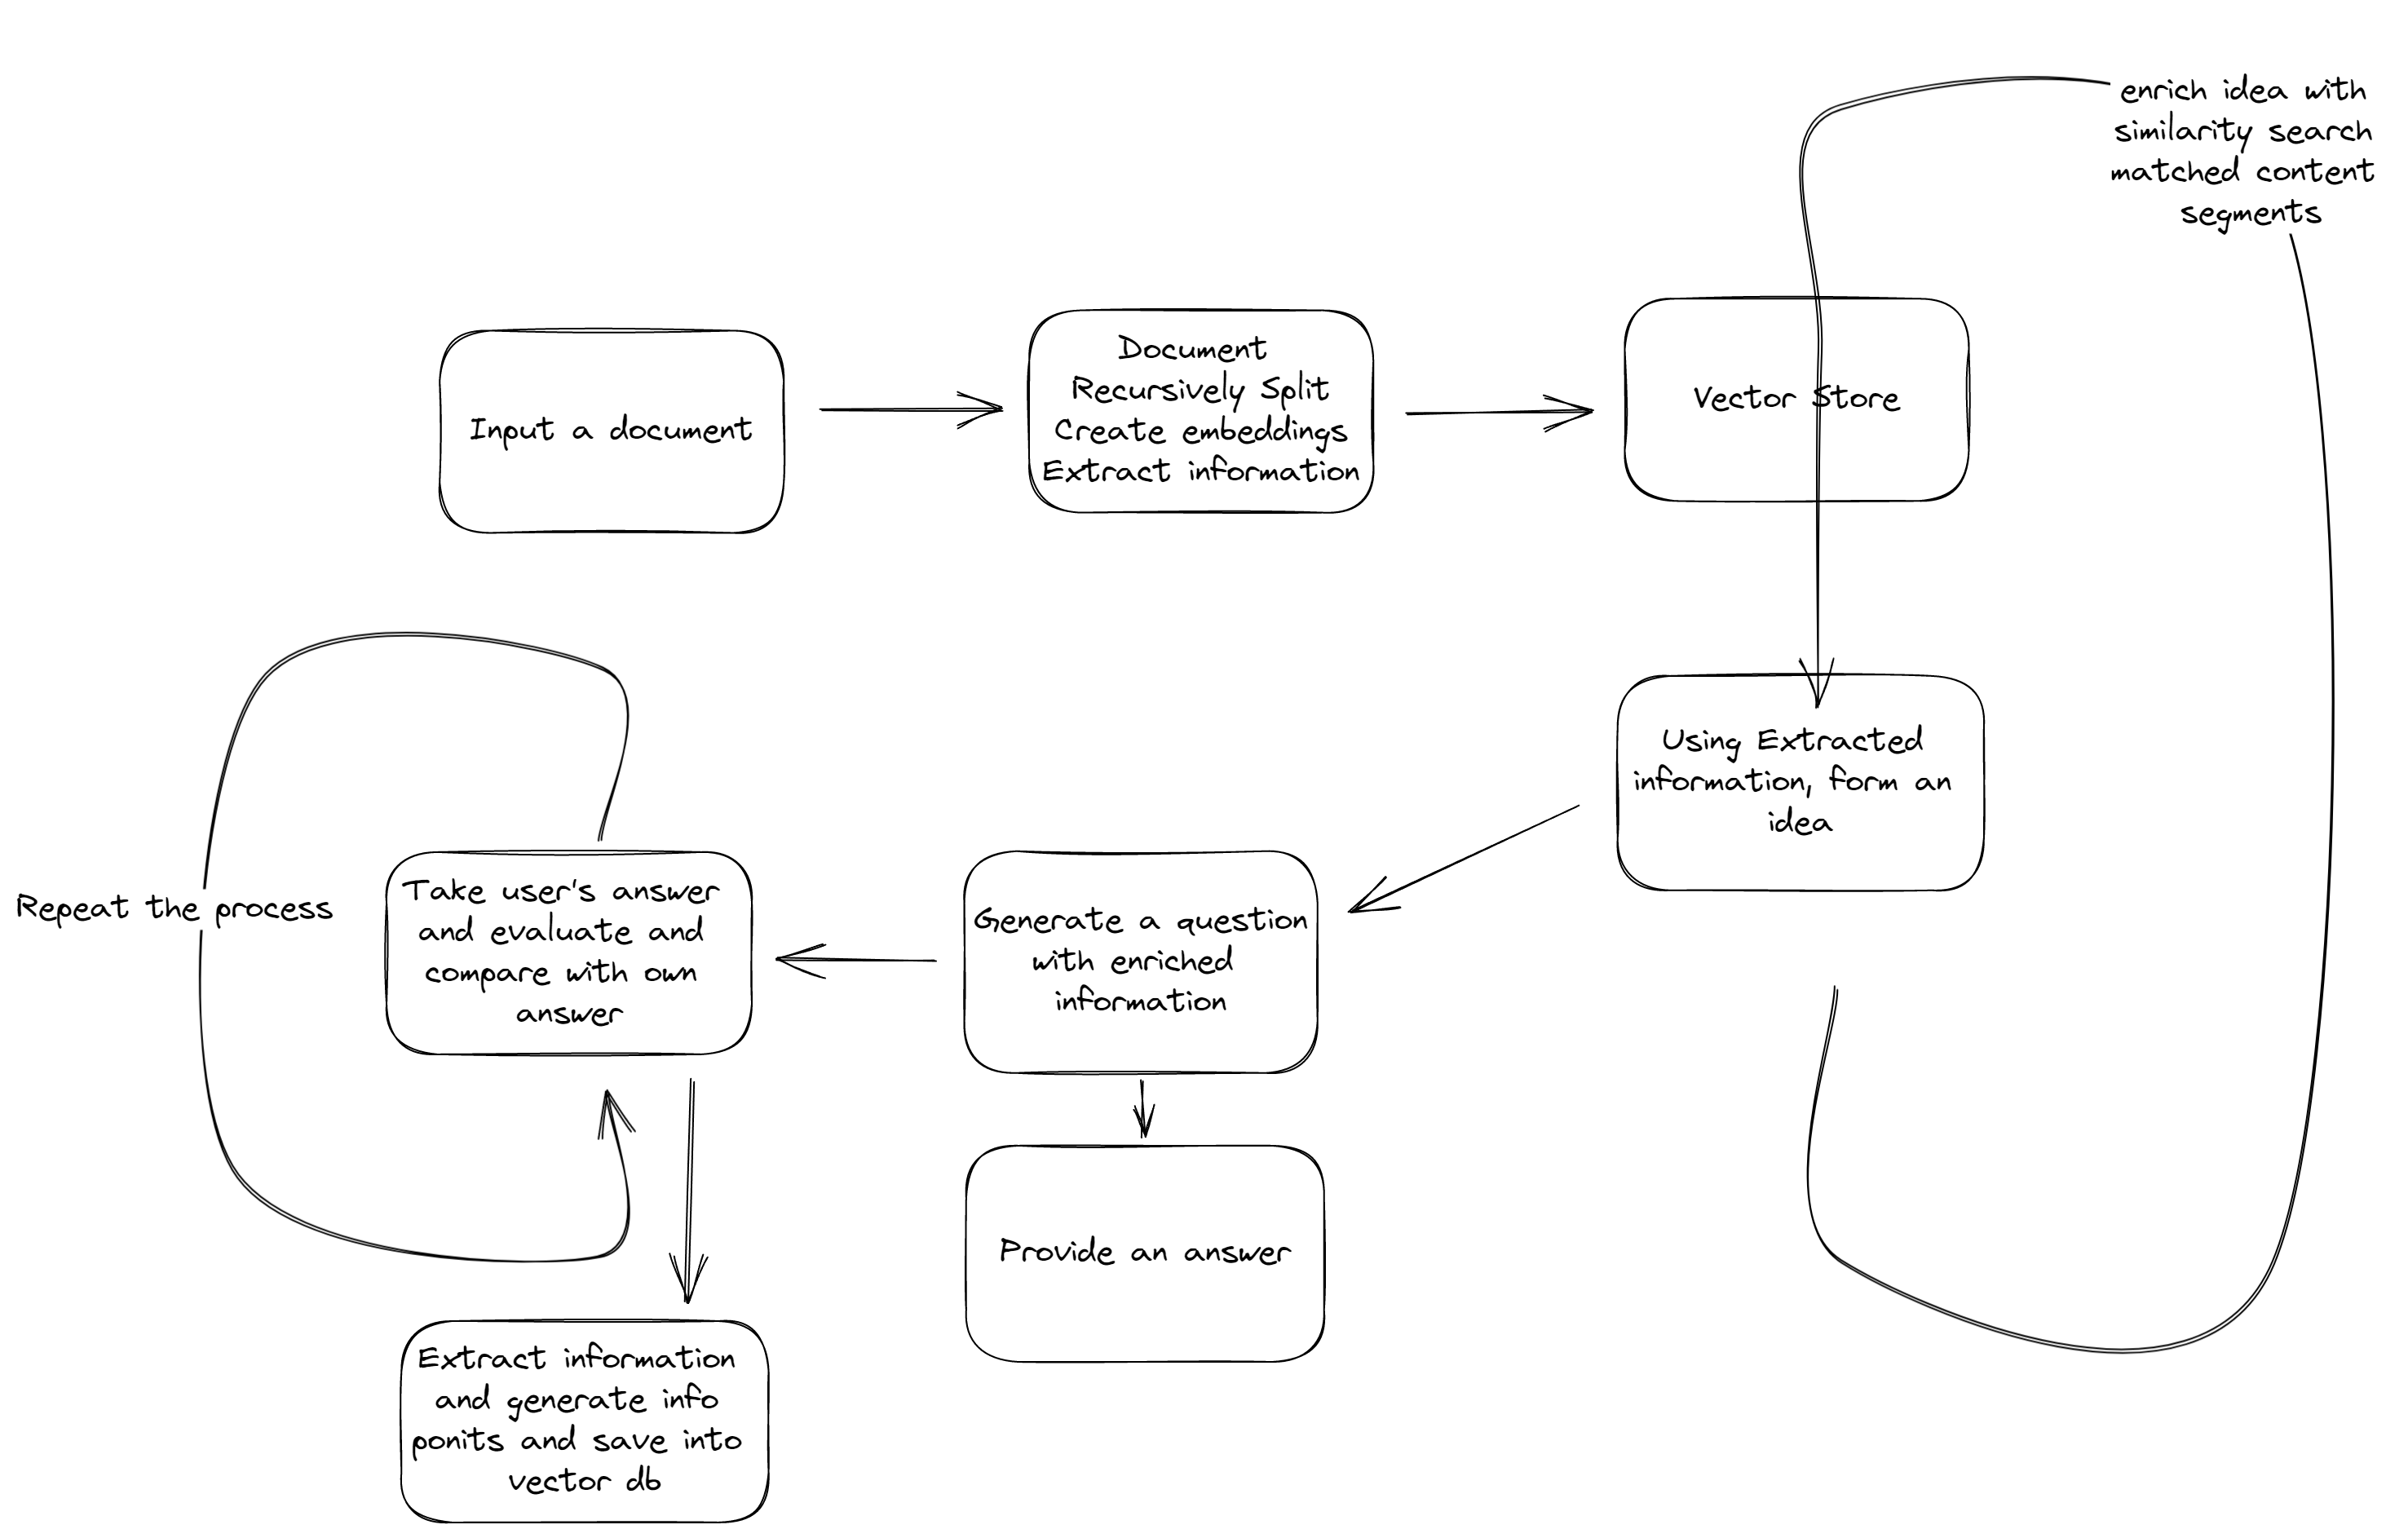 enrich idea with
similarity search
matched content
segments
Input a document
Document
Recursively Split
Create embeddings
Extract information
Vector Store
Using Extracted
information, form an
idea
Generate a question
with enriched
information
Provide an answer
Take user's answer
and evaluate and
compare with own
answer
Repeat the process
Extract information
and generate info
ponits and save into
vector db